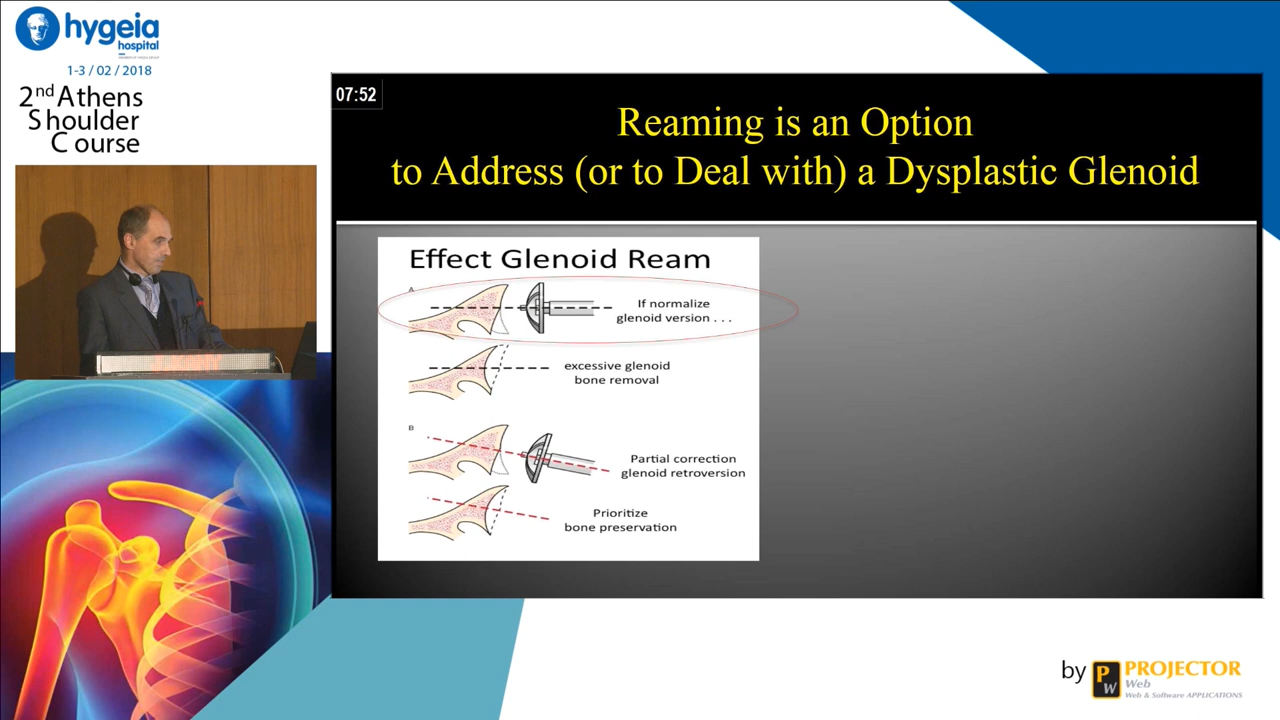 hygeia
hospital
1-3 / 02 / 2018
2nd Athens
Shoulder
Course
07:52
Reaming is an Option
to Address (or to Deal with) a Dysplastic Glenoid
Effect Glenoid Ream
A
If normalize
glenoid version . . .
excessive glenoid
bone removal
B
Partial correction
glenoid retroversion
Prioritize
bone preservation
by
PW
PROJECTOR
Web
Web & Software APPLICATIONS